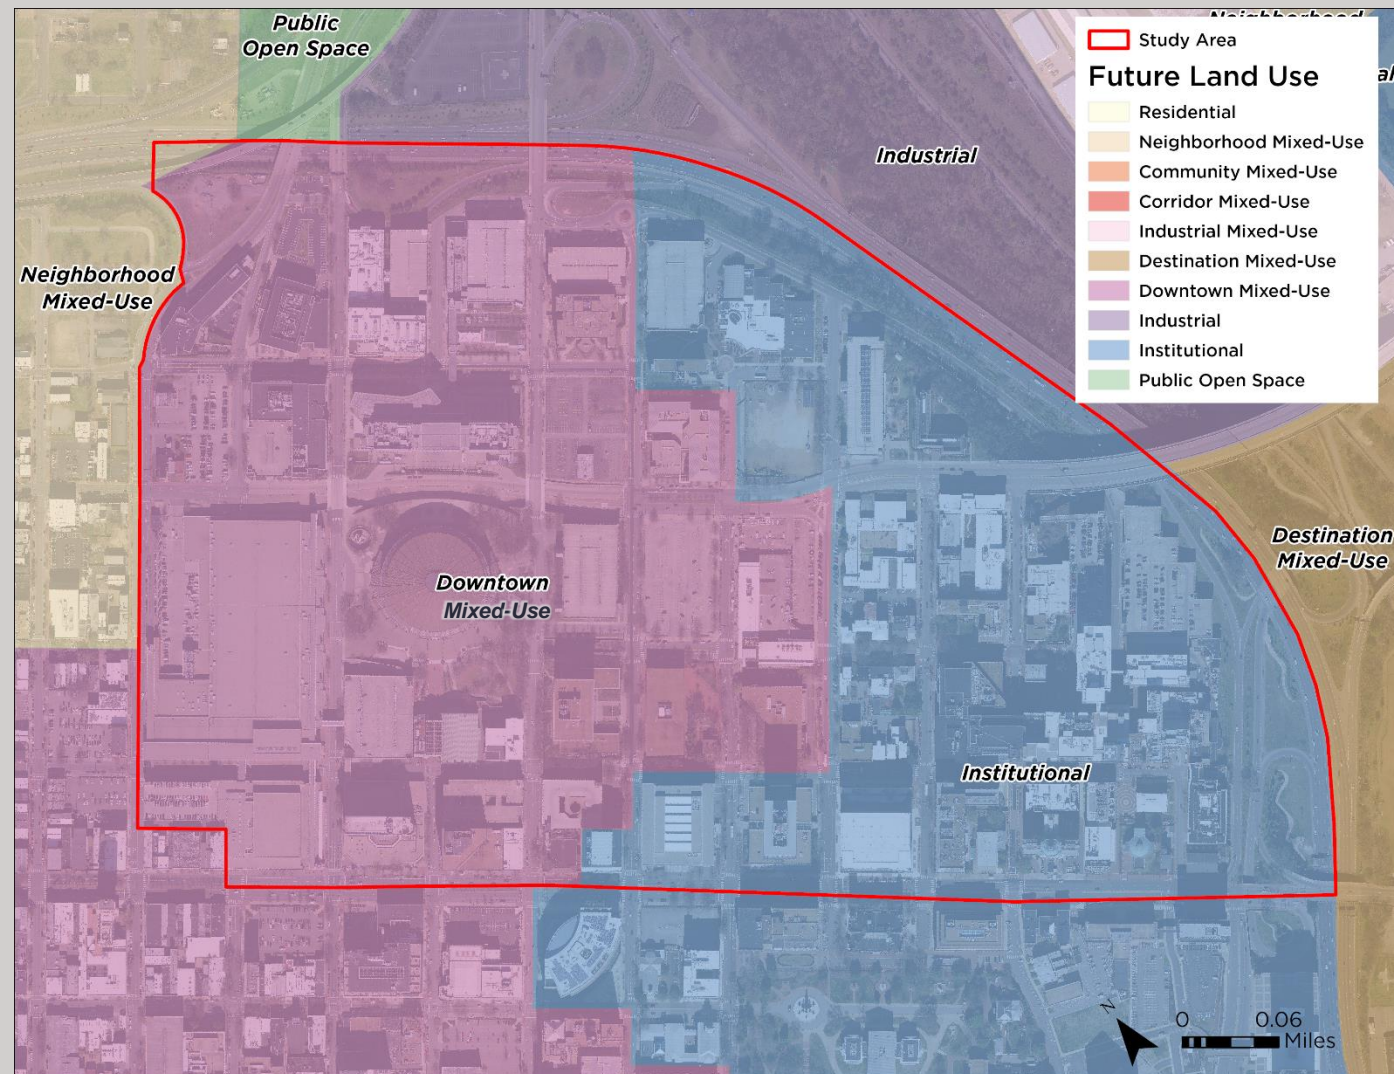 Public
Open Space
Neighborhood
Study Area
Future Land Use
Residential
Neighborhood Mixed-Use
Community Mixed-Use
Corridor Mixed-Use
Industrial Mixed-Use
Destination Mixed-Use
Downtown Mixed-Use
Industrial
Institutional
Public Open Space
al
Industrial
Neighborhood
Mixed-Use
Destination
Mixed-Use
Downtown
Mixed-Use
Institutional
N
0 0.06
Miles